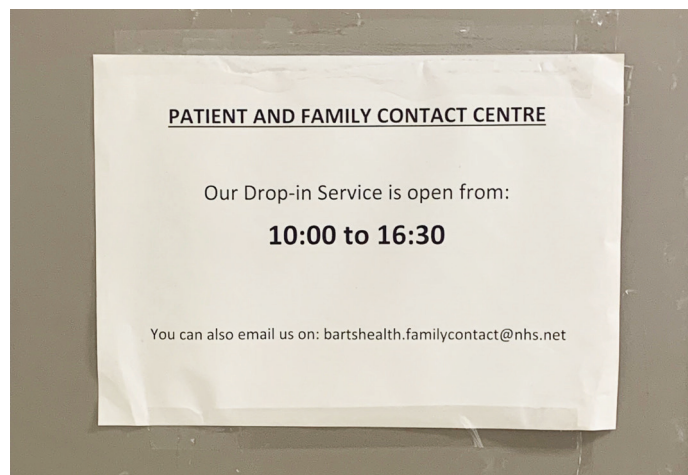 PATIENT AND FAMILY CONTACT CENTRE
Our Drop-in Service is open from:
10:00 to 16:30
You can also email us on: bartshealth.familycontact@nhs.net